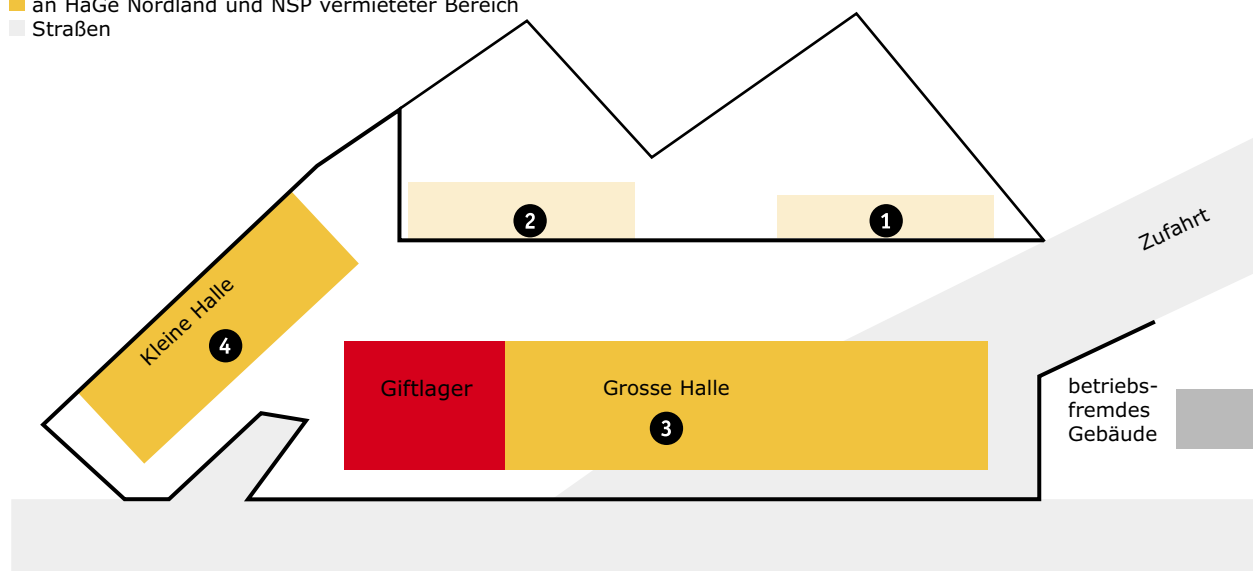 an HaGe Nordland und NSP vermieteter Bereich
Straßen
2
1
Zufahrt
Kleine Halle
4
Giftlager
Grosse Halle
3
betriebs-
fremdes
Gebäude